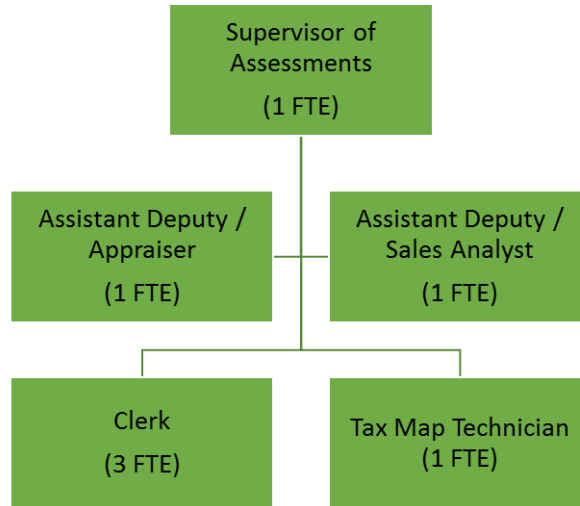 Supervisor of
Assessments
(1 FTE)
Assistant Deputy /
Appraiser
(1 FTE)
Assistant Deputy /
Sales Analyst
(1 FTE)
Clerk
(3 FTE)
Tax Map Technician
(1 FTE)